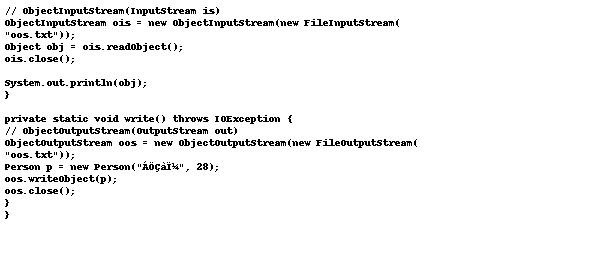 // ObjectInputStream(InputStream is)
ObjectInputStream ois = new ObjectInputStream(new FileInputStream(
"oos.txt"));
Object obj = ois.readObject();
ois.close();
System.out.println(obj);
}
private static void write() throws IOException {
// ObjectOutputStream(OutputStream out)
ObjectOutputStream oos = new ObjectOutputStream(new FileOutputStream(
"oos.txt"));
Person p = new Person("ÁÖÇàÏ¼", 28);
oos.writeObject(p);
oos.close();
}
}